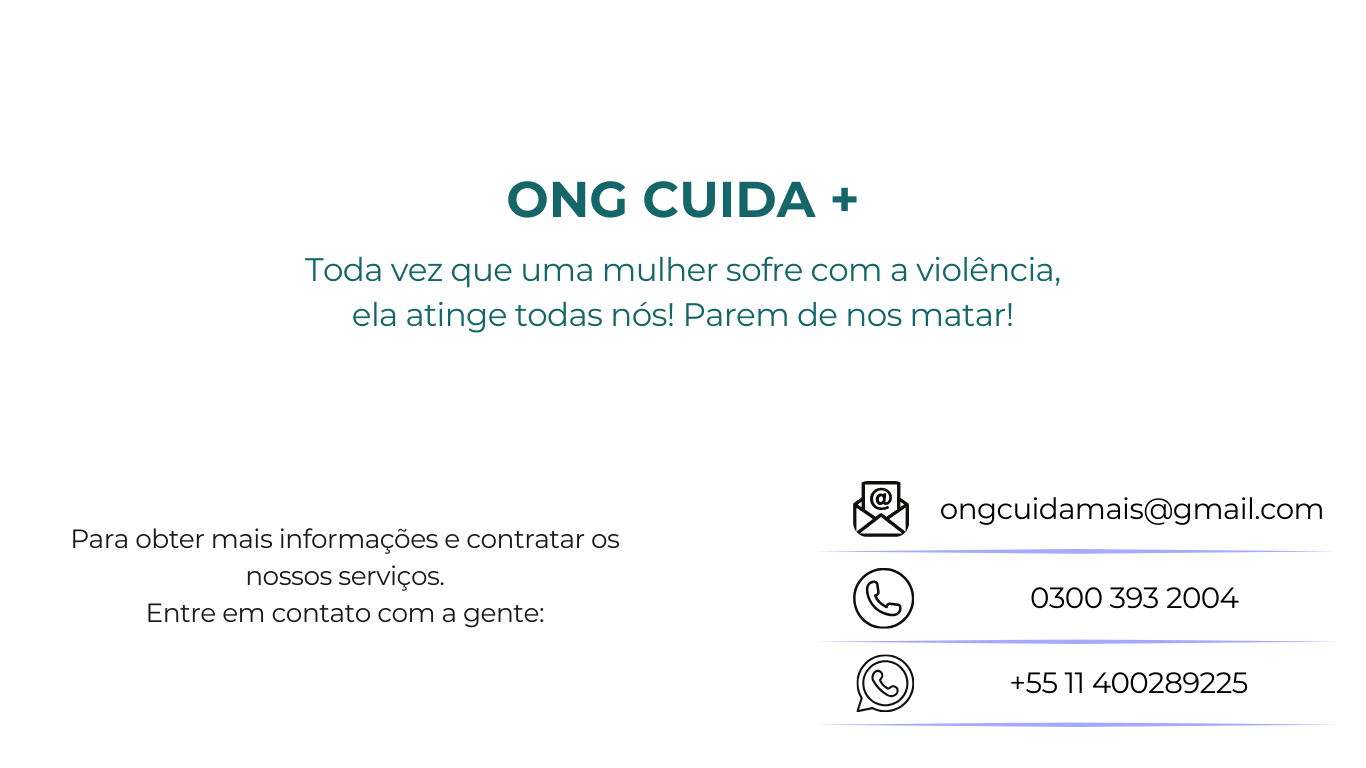 ONG CUIDA +
Toda vez que uma mulher sofre com a violência,
ela atinge todas nós! Parem de nos matar!
Para obter mais informações e contratar os
nossos serviços.
Entre em contato com a gente:
@
ongcuidamais@gmail.com
0300 393 2004
+55 11 400289225